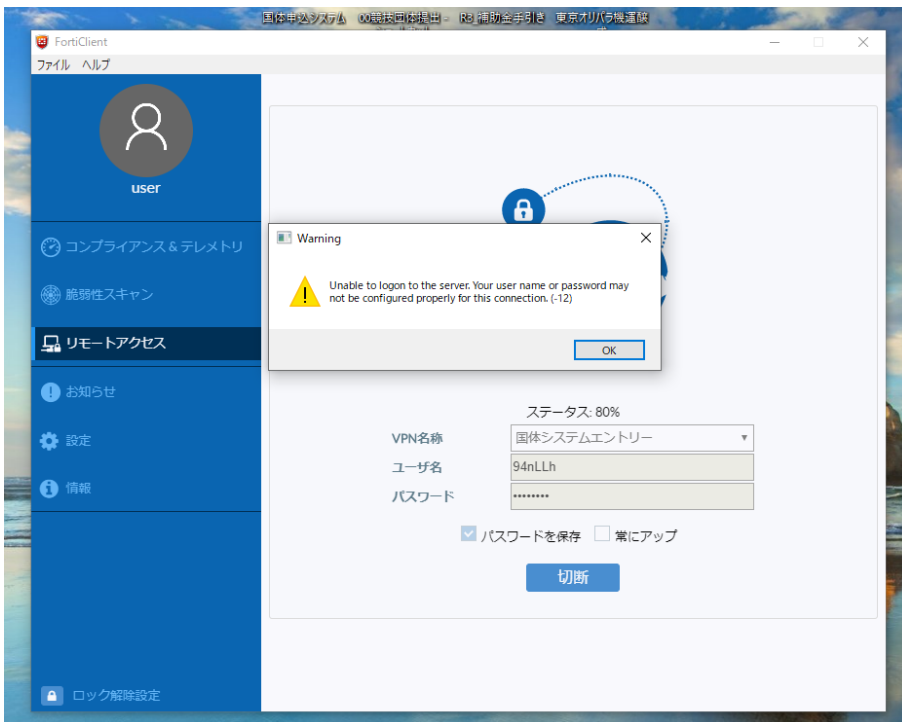 国体申込システム 00競技団体提出- R3 補助金手引き 東京オリパラ機運醸
FortiClient
ファイル ヘルプ
user
コンプライアンス & テレメトリ
脆弱性スキャン
リモートアクセス
お知らせ
設定
情報
ロック解除設定
Warning
Unable to logon to the server. Your user name or password may
not be configured properly for this connection. (-12)
OK
ステータス: 80%
VPN名称 国体システムエントリー
ユーザ名 94nLLh
パスワード ••••••••
パスワードを保存 常にアップ
切断